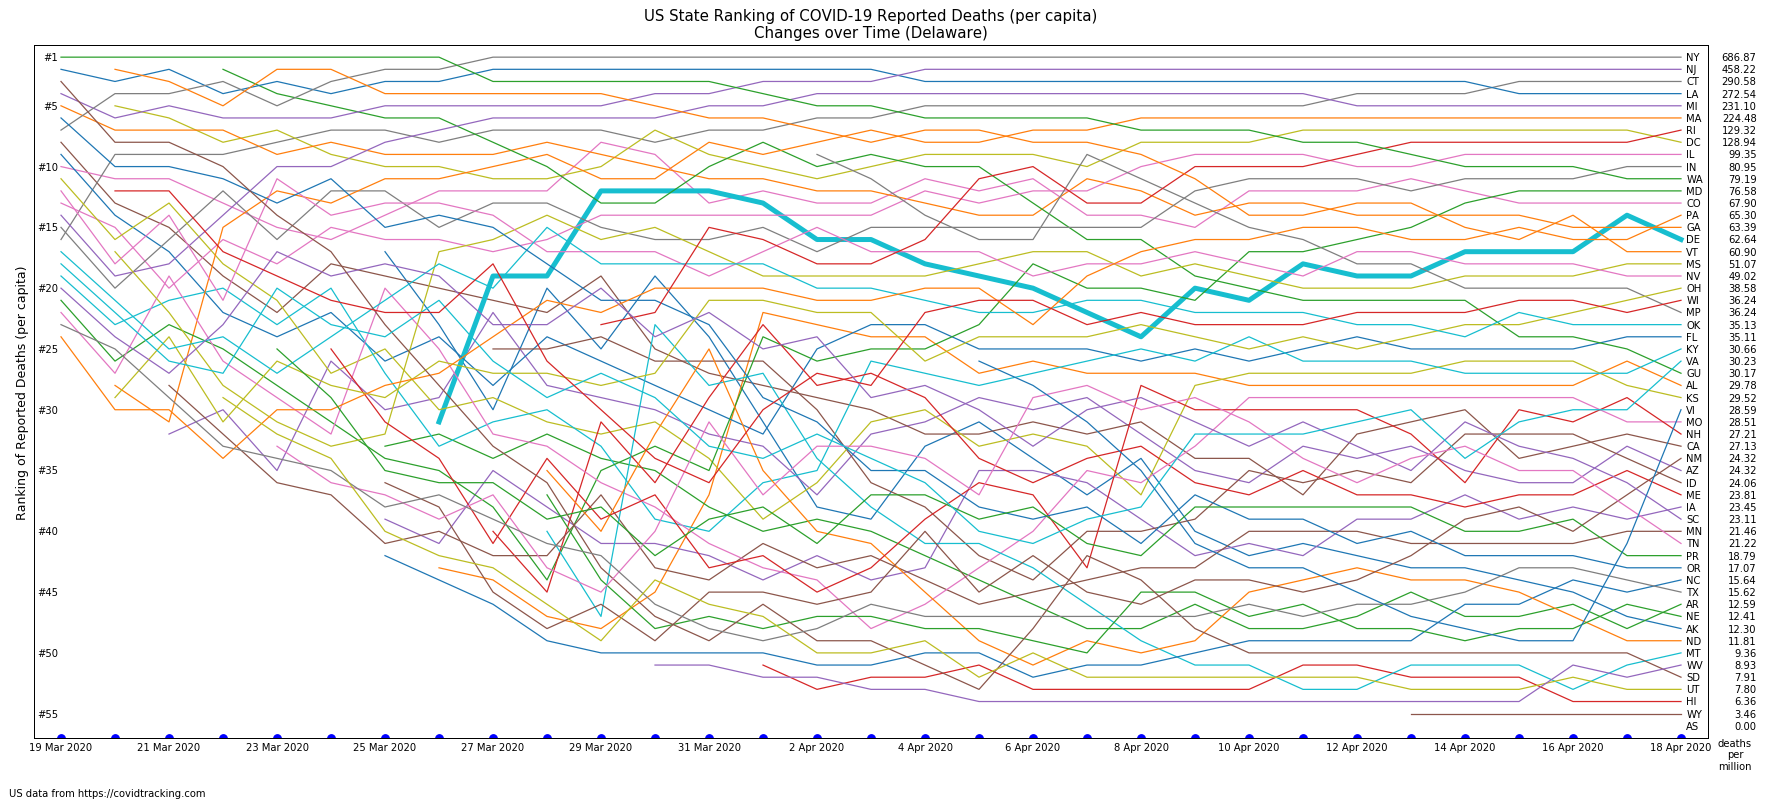 US State Ranking of COVID-19 Reported Deaths (per capita)
Changes over Time (Delaware)
Ranking of Reported Deaths (per capita)
#1
#5
#10
#15
#20
#25
#30
#35
#40
#45
#50
#55
NY 686.87
NJ 458.22
CT 290.58
LA 272.54
MI 231.10
MA 224.48
RI 129.32
DC 128.94
IL 99.35
IN 80.95
WA 79.19
MD 76.58
CO 67.90
PA 65.30
GA 63.39
DE 62.64
VT 60.90
MS 51.07
NV 49.02
OH 38.58
WI 36.24
MP 36.24
OK 35.13
FL 35.11
KY 30.66
VA 30.23
GU 30.17
AL 29.78
KS 29.52
VI 28.59
MO 28.51
NH 27.21
CA 27.13
NM 24.32
AZ 24.32
ID 24.06
ME 23.81
IA 23.45
SC 23.11
MN 21.46
TN 21.22
PR 18.79
OR 17.07
NC 15.64
TX 15.62
AR 12.59
NE 12.41
AK 12.30
ND 11.81
MT 9.36
WV 8.93
SD 7.91
UT 7.80
HI 6.36
WY 3.46
AS 0.00
19 Mar 2020 21 Mar 2020 23 Mar 2020 25 Mar 2020 27 Mar 2020 29 Mar 2020 31 Mar 2020 2 Apr 2020 4 Apr 2020 6 Apr 2020 8 Apr 2020 10 Apr 2020 12 Apr 2020 14 Apr 2020 16 Apr 2020 18 Apr 2020
deaths
per
million
US data from https://covidtracking.com